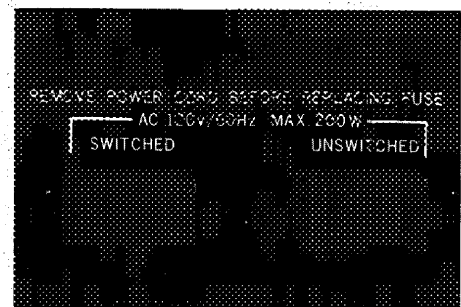 REMOVE POWER CORD BEFORE REPLACING FUSE
AC 120V/60Hz MAX. 200W
SWITCHED UNSWITCHED